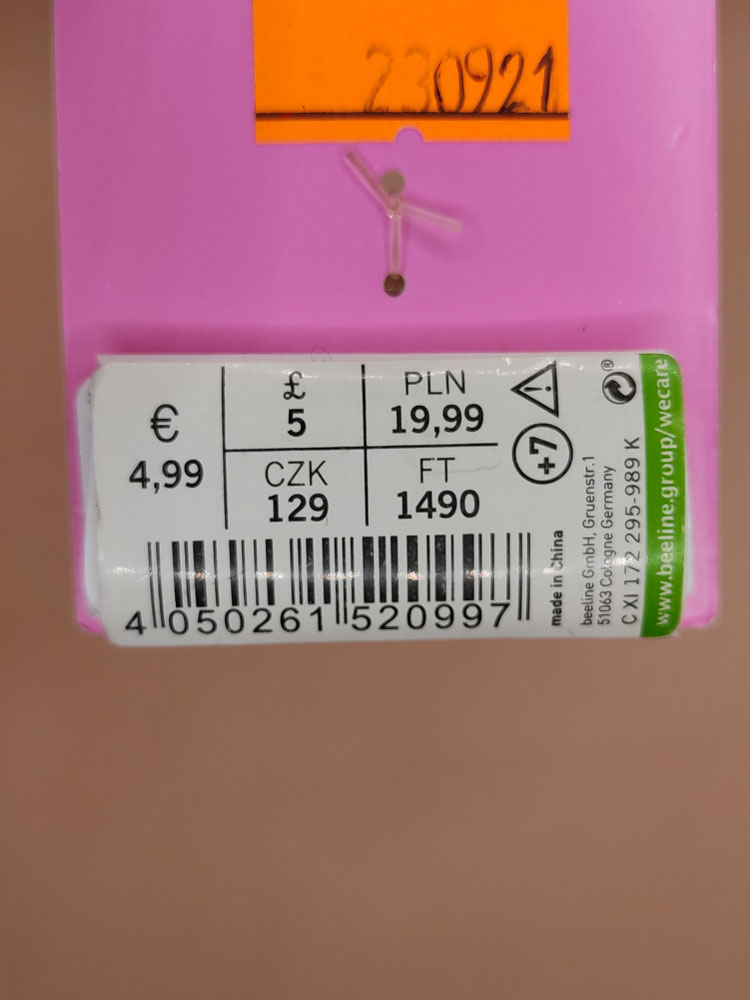 230921
€
4,99
£
5
PLN
19,99
CZK
129
FT
1490
+7
4 050261 520997
made in China
beeline GmbH, Gruenstr.1
51063 Cologne Germany
C XI 172 295-989 K
www.beeline.group/wecare